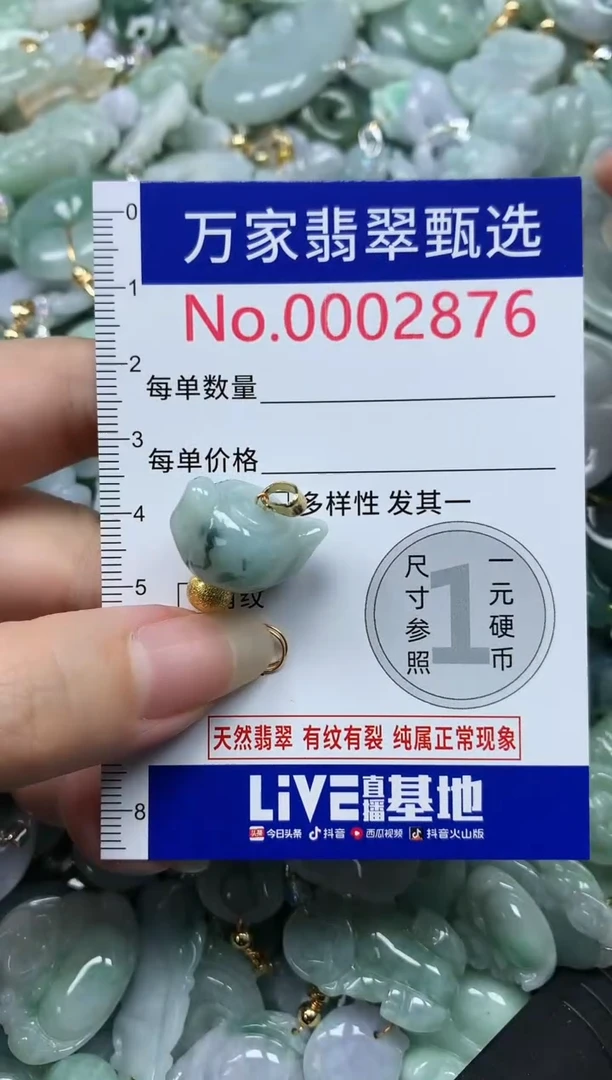 0
万家翡翠甄选
1
No.0002876
2
每单数量
3
每单价格
4
多样性 发其一
5
纹
尺寸参照
1
一元硬币
天然翡翠 有纹有裂 纯属正常现象
8
LiVE直播基地
头条 今日头条 抖音 西瓜视频 抖音火山版